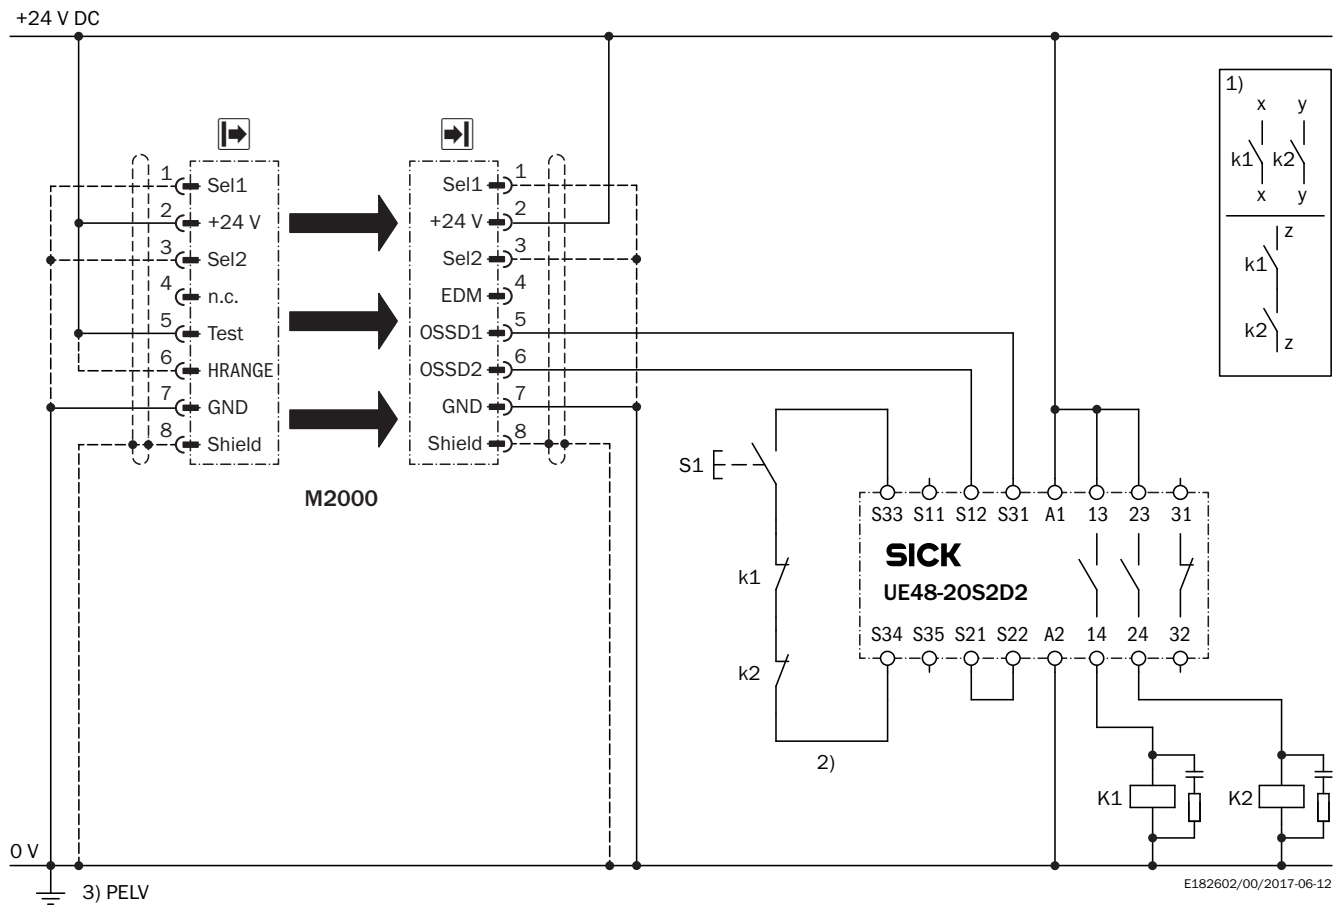 +24 V DC
1)
x y
k1 k2
x y
z
k1
k2
z
1 Sel1
2 +24 V
3 Sel2
4 n.c.
5 Test
6 HRANGE
7 GND
8 Shield
Sel1 1
+24 V 2
Sel2 3
EDM 4
OSSD1 5
OSSD2 6
GND 7
Shield 8
M2000
S1
k1
k2
2)
S33 S11 S12 S31 A1 13 23 31
SICK
UE48-2OS2D2
S34 S35 S21 S22 A2 14 24 32
K1
K2
0 V
3) PELV
E182602/00/2017-06-12